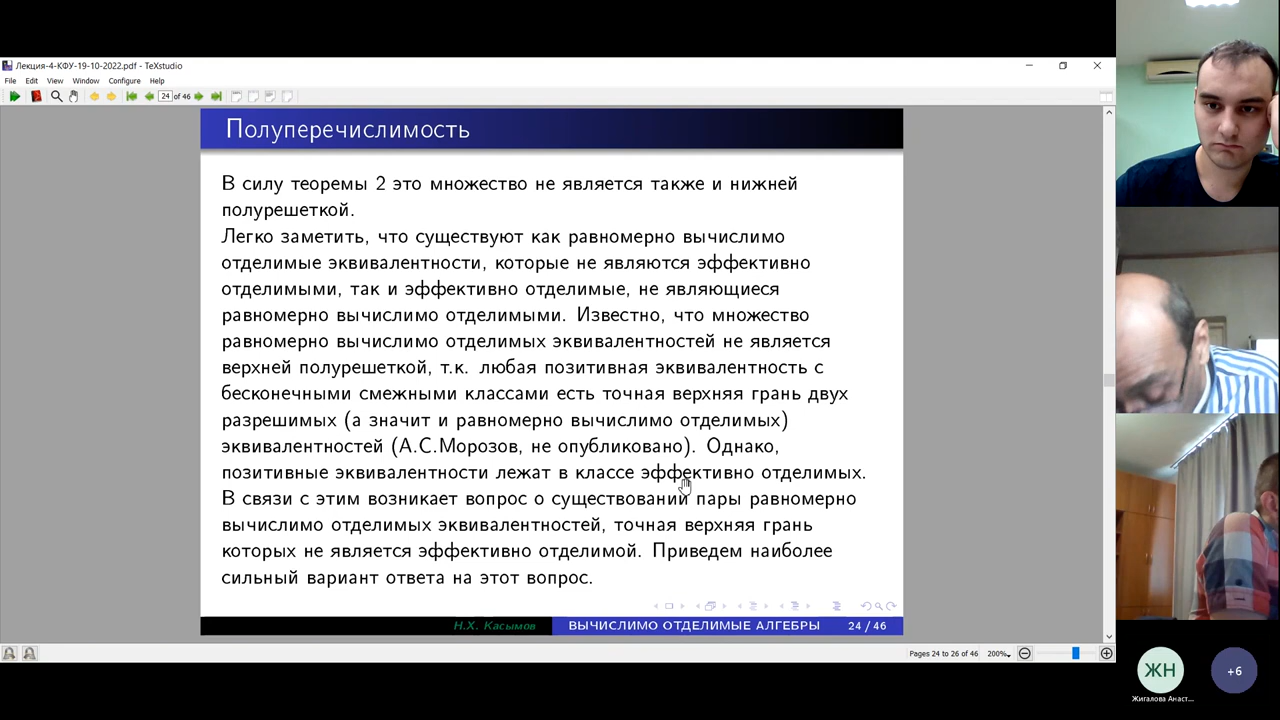 Лекция-4-КФУ-19-10-2022.pdf - TeXstudio
File Edit View Window Configure Help
24 of 46
Полуперечислимость
В силу теоремы 2 это множество не является также и нижней
полурешеткой.
Легко заметить, что существуют как равномерно вычислимо
отделимые эквивалентности, которые не являются эффективно
отделимыми, так и эффективно отделимые, не являющиеся
равномерно вычислимо отделимыми. Известно, что множество
равномерно вычислимо отделимых эквивалентностей не является
верхней полурешеткой, т.к. любая позитивная эквивалентность с
бесконечными смежными классами есть точная верхняя грань двух
разрешимых (а значит и равномерно вычислимо отделимых)
эквивалентностей (А.С.Морозов, не опубликовано). Однако,
позитивные эквивалентности лежат в классе эффективно отделимых.
В связи с этим возникает вопрос о существовании пары равномерно
вычислимо отделимых эквивалентностей, точная верхняя грань
которых не является эффективно отделимой. Приведем наиболее
сильный вариант ответа на этот вопрос.
Н.Х. Касымов ВЫЧИСЛИМО ОТДЕЛИМЫЕ АЛГЕБРЫ 24 / 46
Pages 24 to 26 of 46 200%
ЖН +6
Жигалова Анаст...